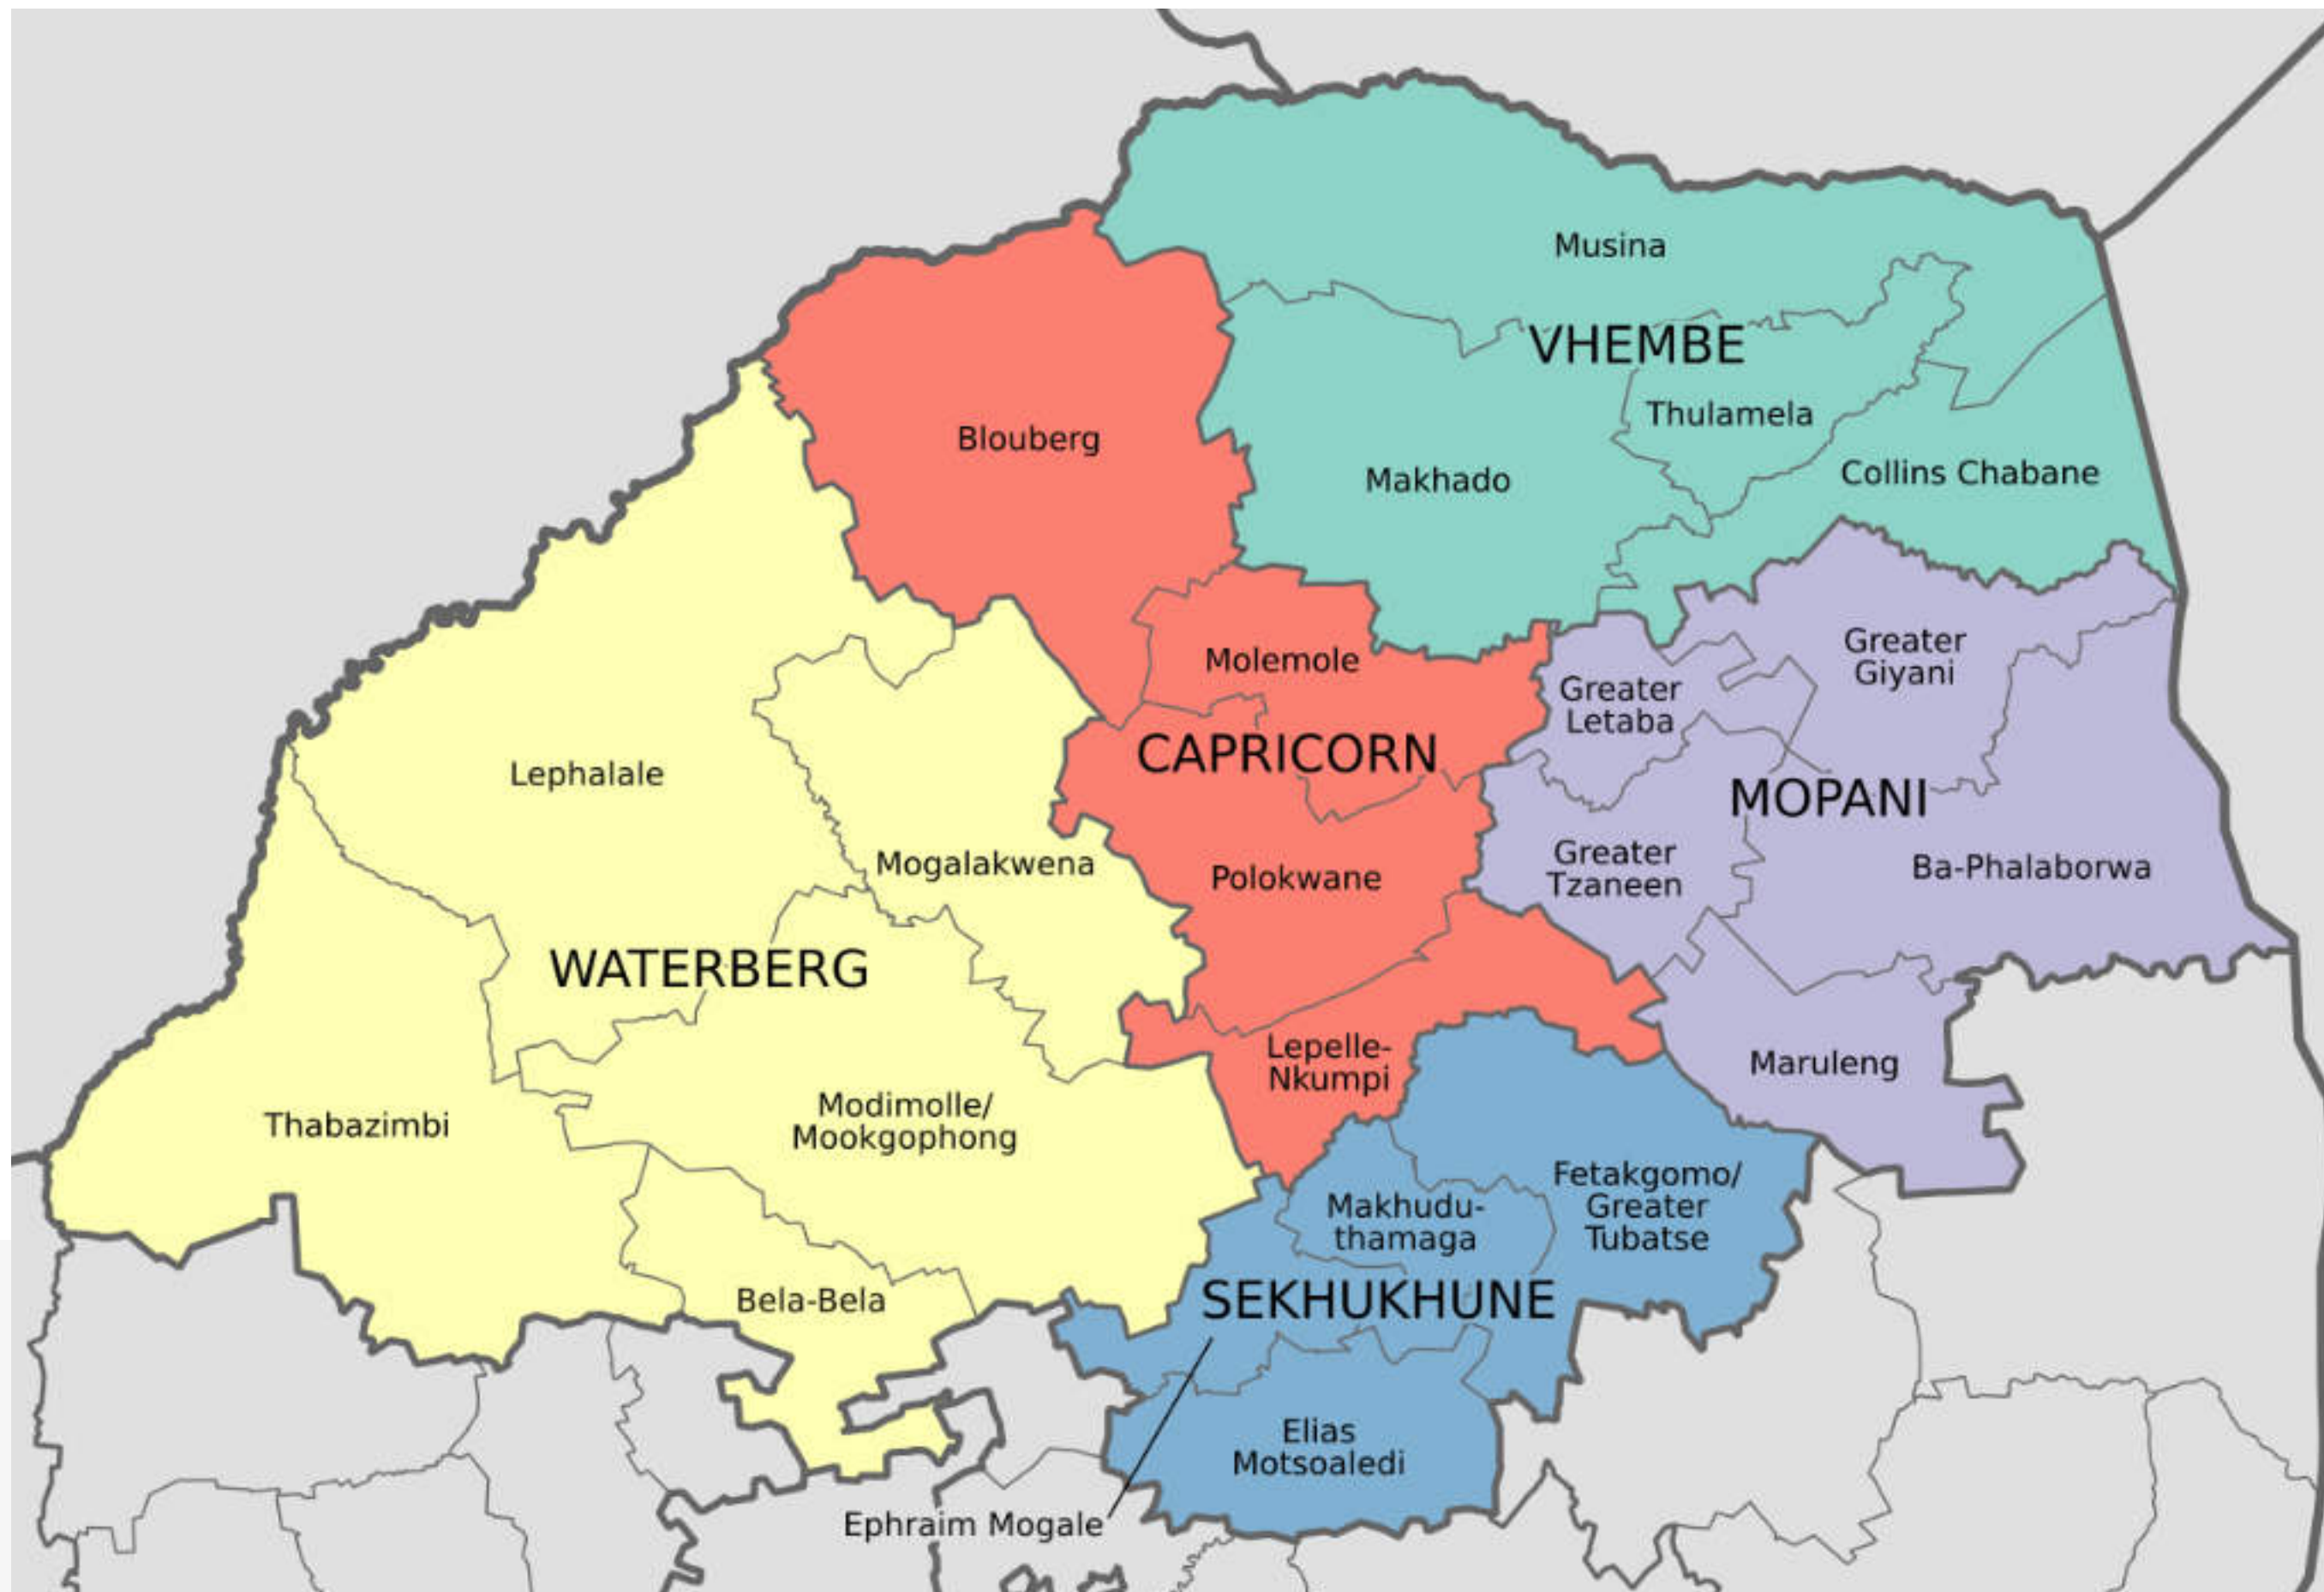 Musina
VHEMBE
Thulamela
Blouberg
Makhado
Collins Chabane
Molemole
Greater
Giyani
Greater
Letaba
CAPRICORN
Lephalale
MOPANI
Mogalakwena
Polokwane
Greater
Tzaneen
Ba-Phalaborwa
WATERBERG
Lepelle-
Nkumpi
Maruleng
Thabazimbi
Modimolle/
Mookgophong
Makhudu-
thamaga
Fetakgomo/
Greater
Tubatse
Bela-Bela
SEKHUKHUNE
Elias
Motsoaledi
Ephraim Mogale